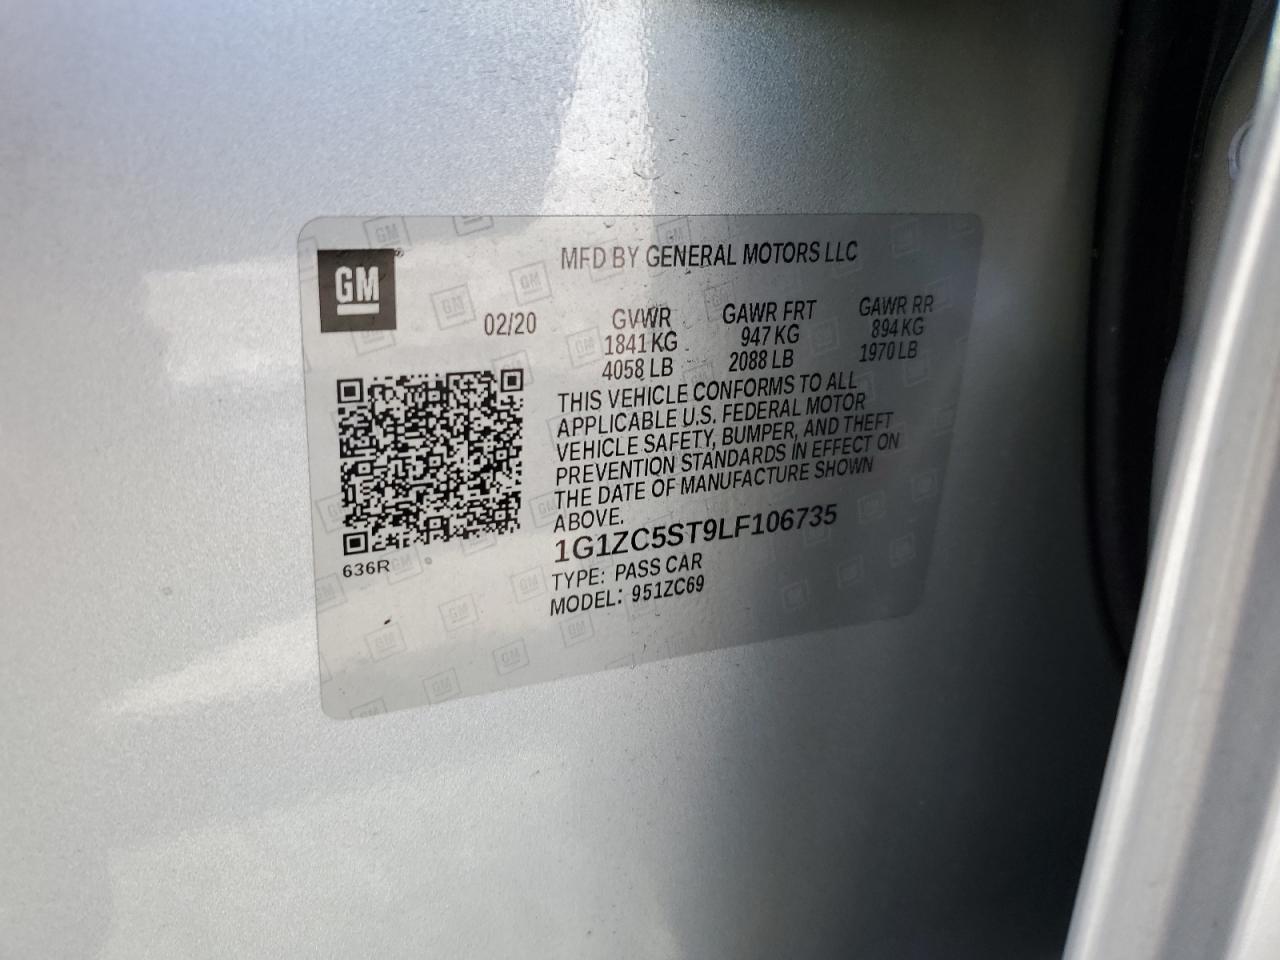 GM
MFD BY GENERAL MOTORS LLC
02/20
GVWR GAWR FRT GAWR RR
1841 KG 947 KG 894 KG
4058 LB 2088 LB 1970 LB
THIS VEHICLE CONFORMS TO ALL
APPLICABLE U.S. FEDERAL MOTOR
VEHICLE SAFETY, BUMPER, AND THEFT
PREVENTION STANDARDS IN EFFECT ON
THE DATE OF MANUFACTURE SHOWN
ABOVE.
1G1ZC5ST9LF106735
636R
TYPE: PASS CAR
MODEL: 951ZC69